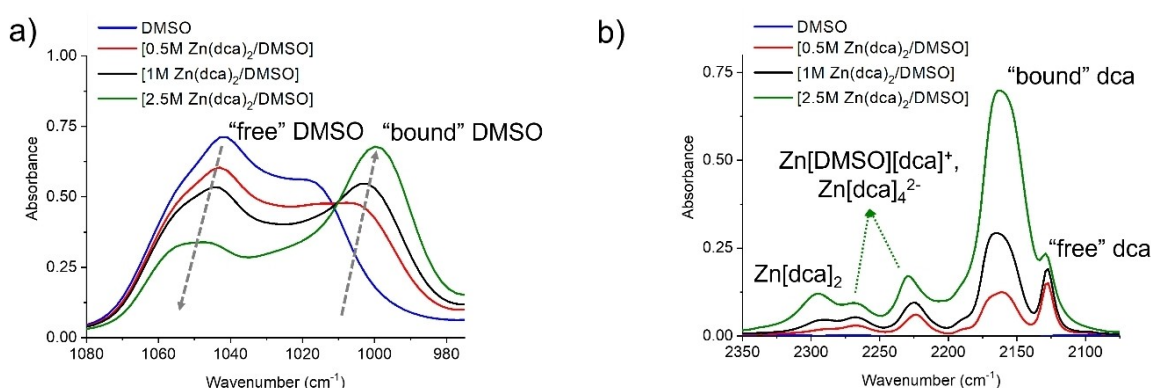 a)
DMSO
[0.5M Zn(dca)2/DMSO]
[1M Zn(dca)2/DMSO]
[2.5M Zn(dca)2/DMSO]
1.00
0.75
0.50
0.25
0.00
Absorbance
“free” DMSO
“bound” DMSO
1080
1060
1040
1020
1000
980
Wavenumber (cm-1)
b)
DMSO
[0.5M Zn(dca)2/DMSO]
[1M Zn(dca)2/DMSO]
[2.5M Zn(dca)2/DMSO]
0.75
0.50
0.25
0.00
Absorbance
“bound” dca
Zn[DMSO][dca]+,
Zn[dca]4 2-
Zn[dca]2
“free” dca
2350
2300
2250
2200
2150
2100
Wavenumber (cm-1)